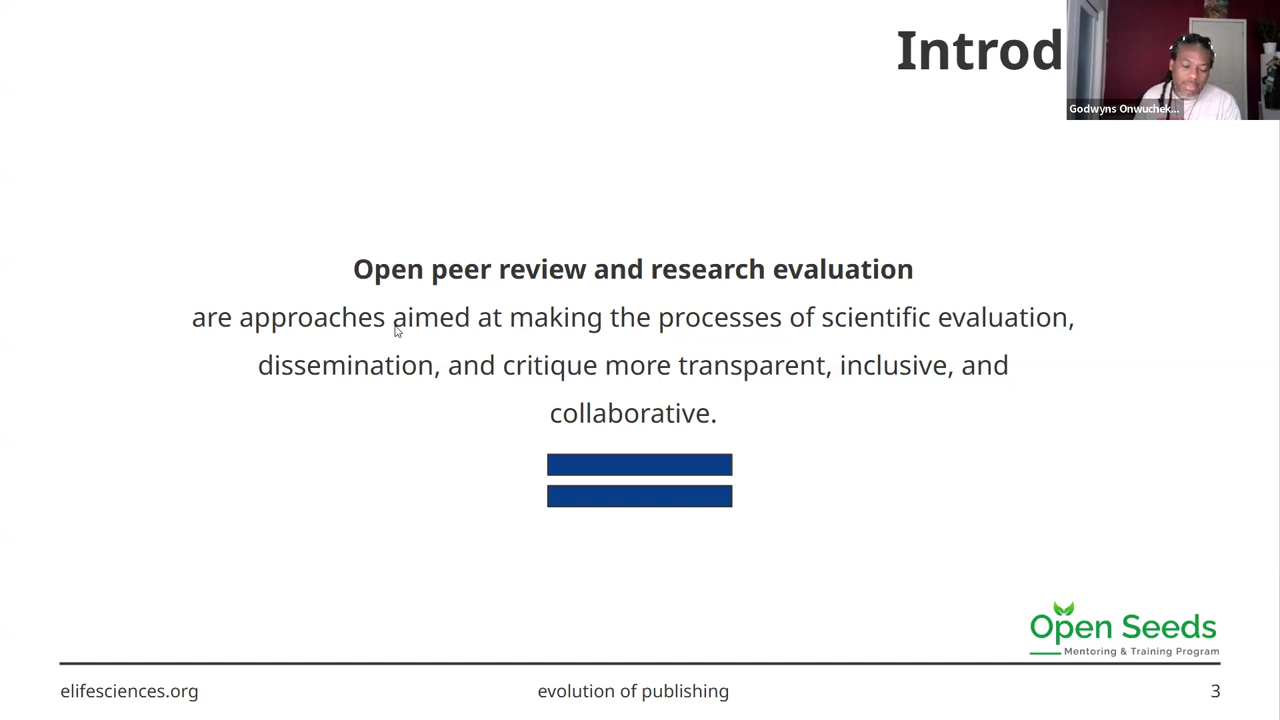 Introd
Godwyns Onwuchek...
Open peer review and research evaluation
are approaches aimed at making the processes of scientific evaluation,
dissemination, and critique more transparent, inclusive, and
collaborative.
Open Seeds
Mentoring & Training Program
elifesciences.org
evolution of publishing
3